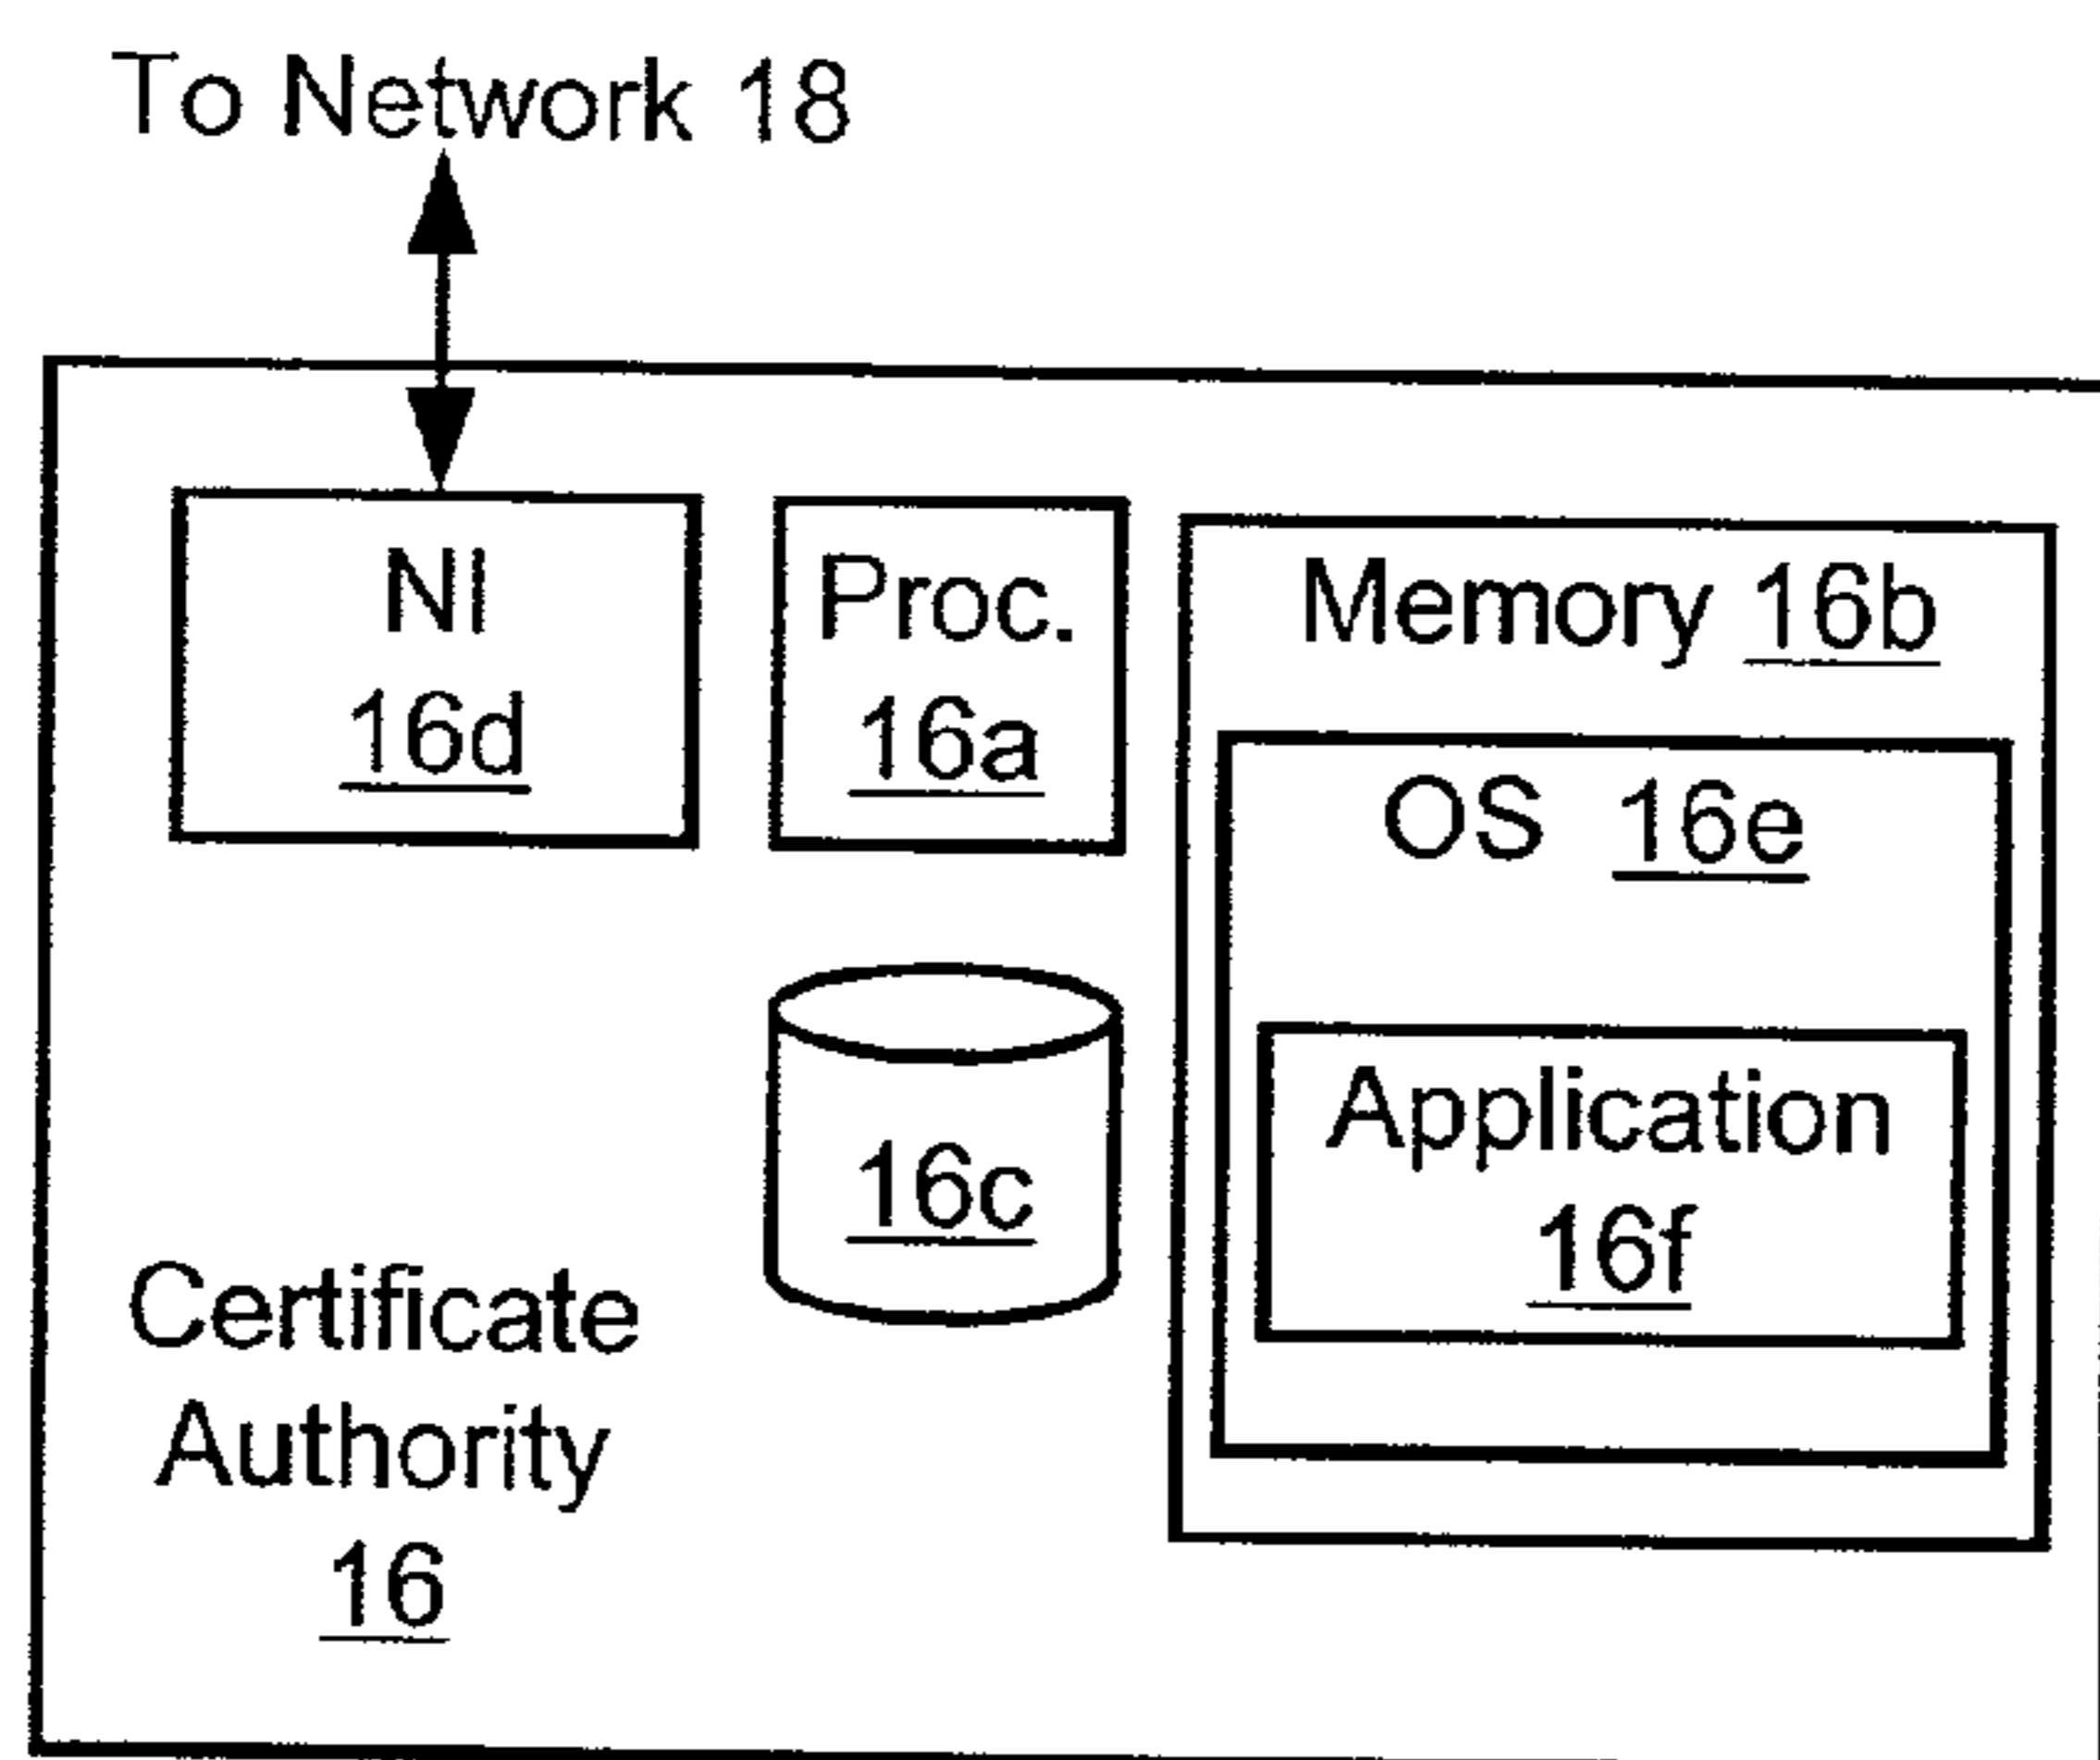 To Network 18
NI
16d
Proc.
16a
Memory 16b
OS 16e
16c
Application
16f
Certificate
Authority
16